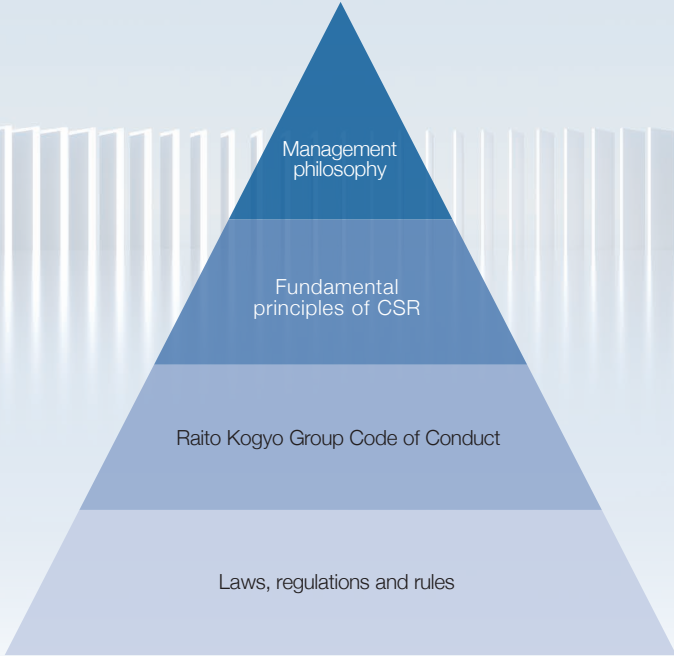 Management
philosophy
Fundamental
principles of CSR
Raito Kogyo Group Code of Conduct
Laws, regulations and rules